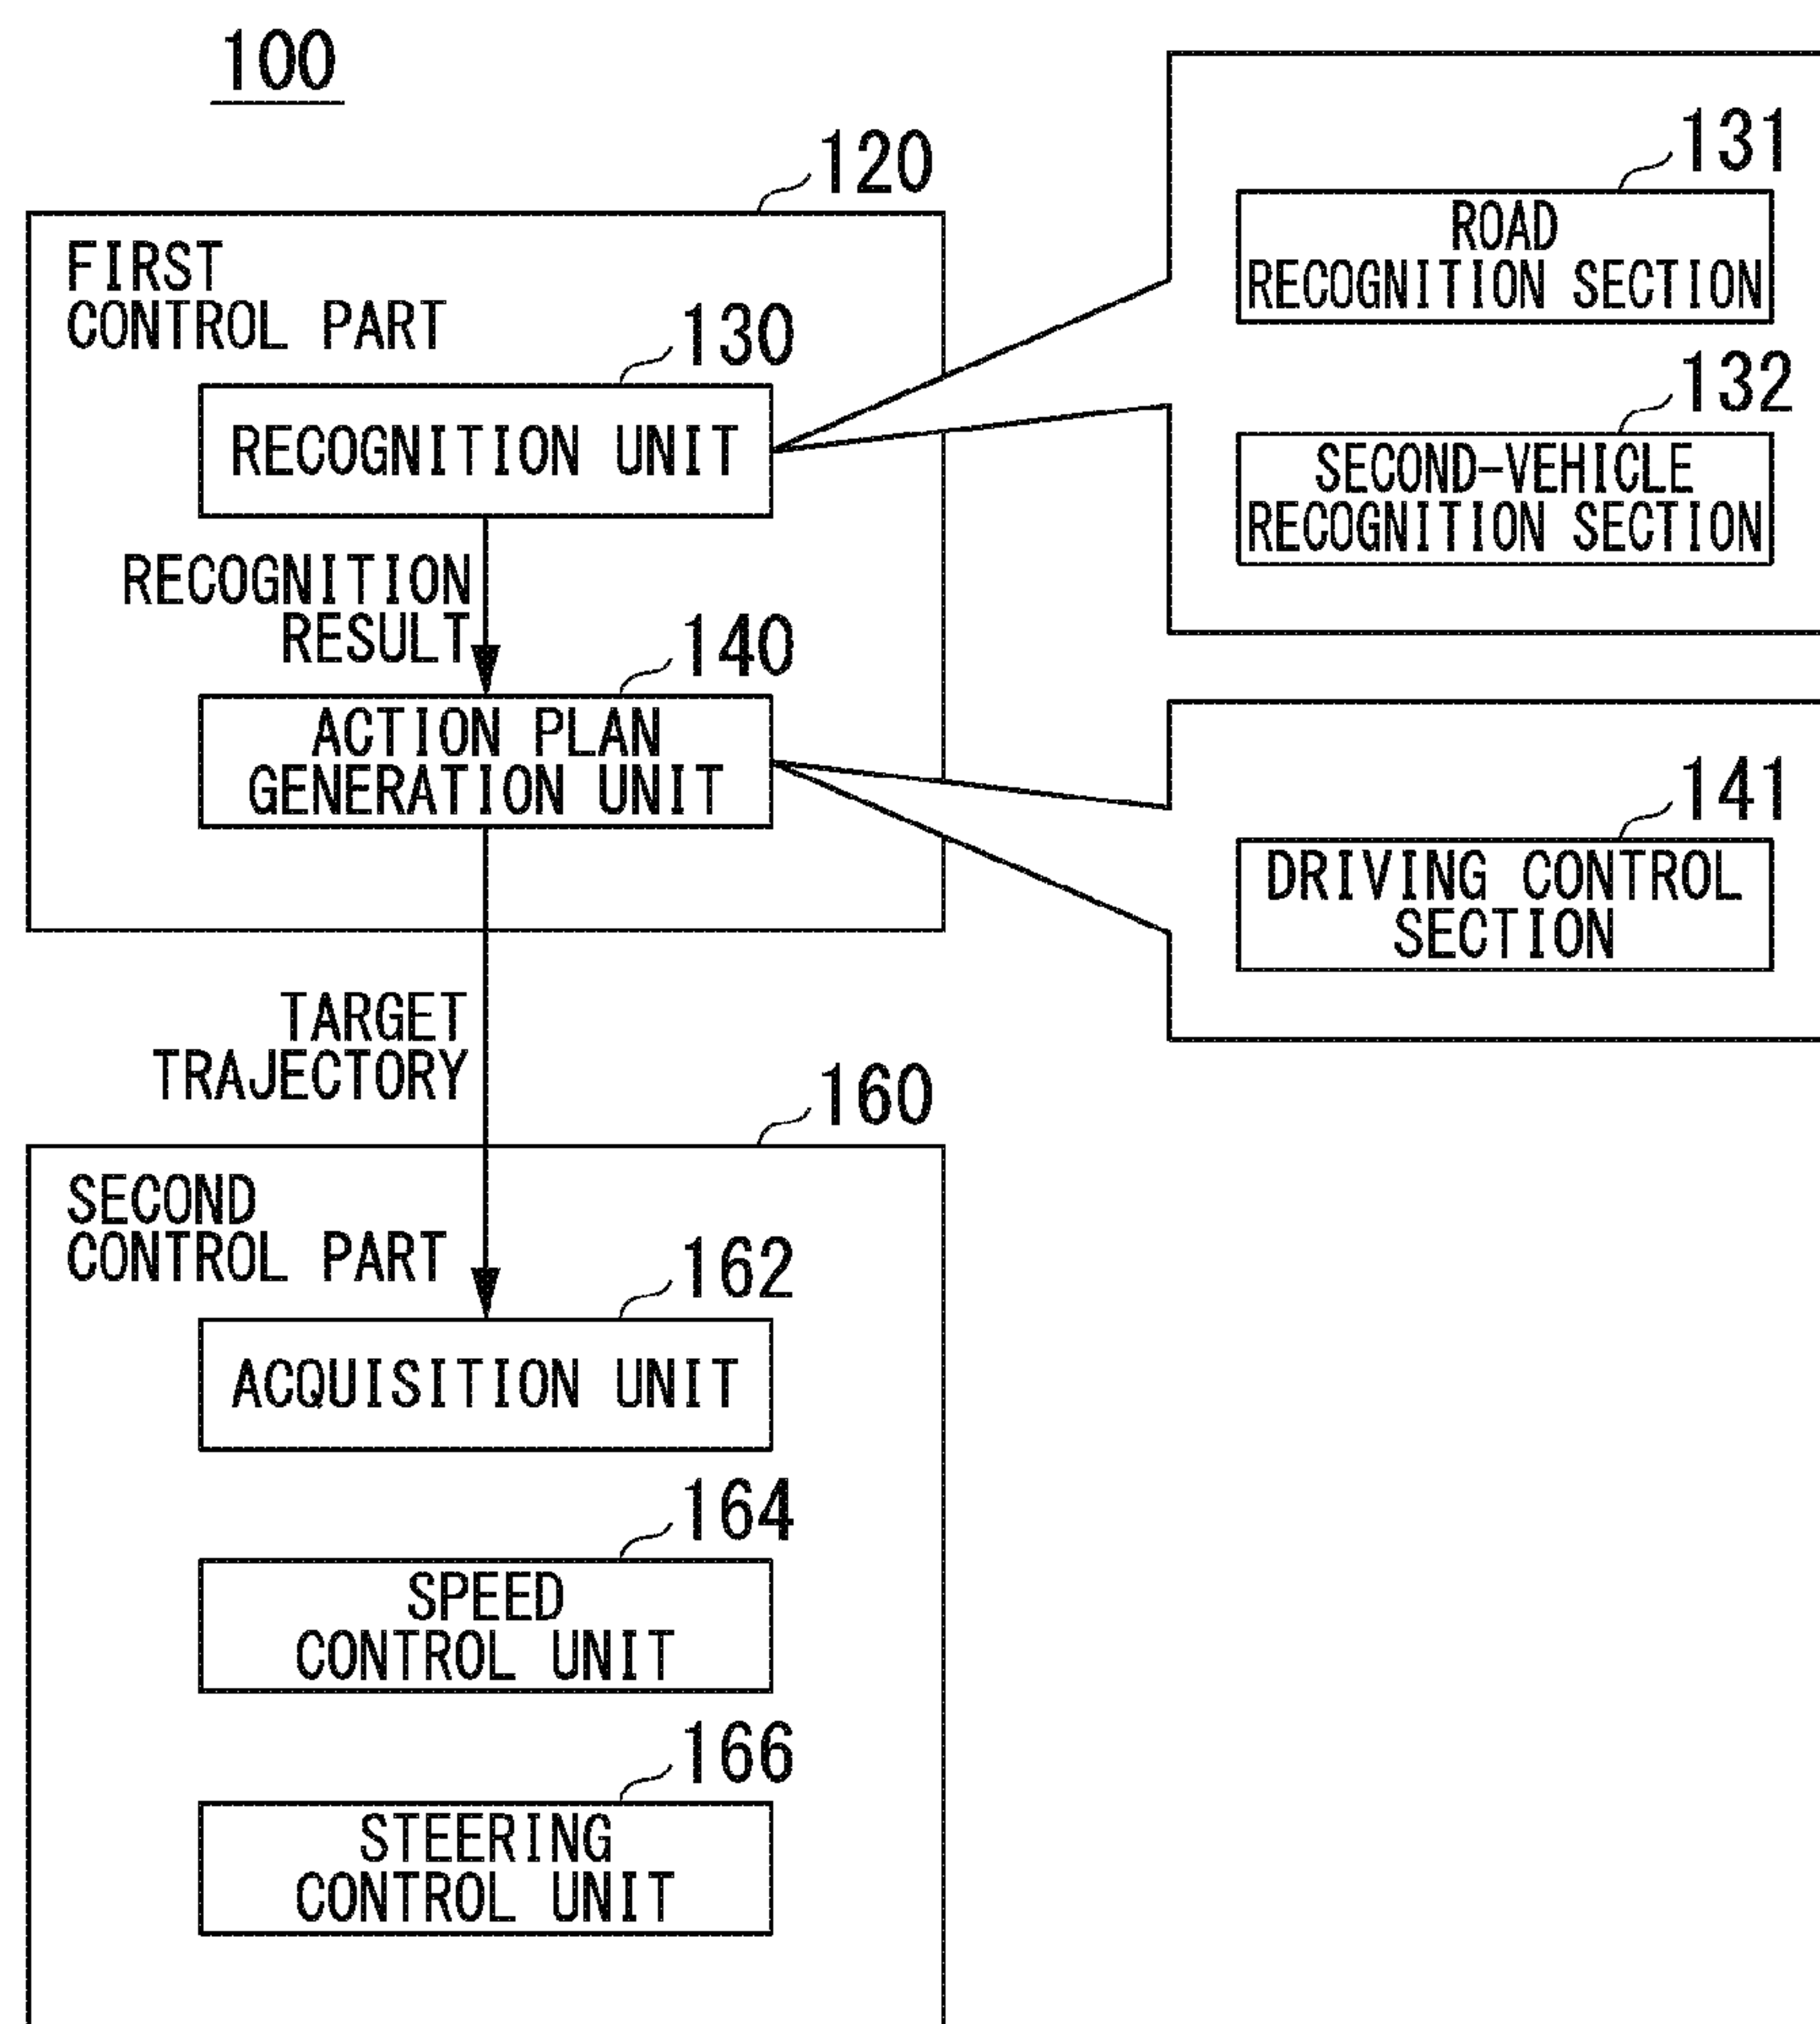 100
120
FIRST
CONTROL PART
130
RECOGNITION UNIT
RECOGNITION
RESULT
140
ACTION PLAN
GENERATION UNIT
131
ROAD
RECOGNITION SECTION
132
SECOND-VEHICLE
RECOGNITION SECTION
141
DRIVING CONTROL
SECTION
TARGET
TRAJECTORY
160
SECOND
CONTROL PART
162
ACQUISITION UNIT
164
SPEED
CONTROL UNIT
166
STEERING
CONTROL UNIT